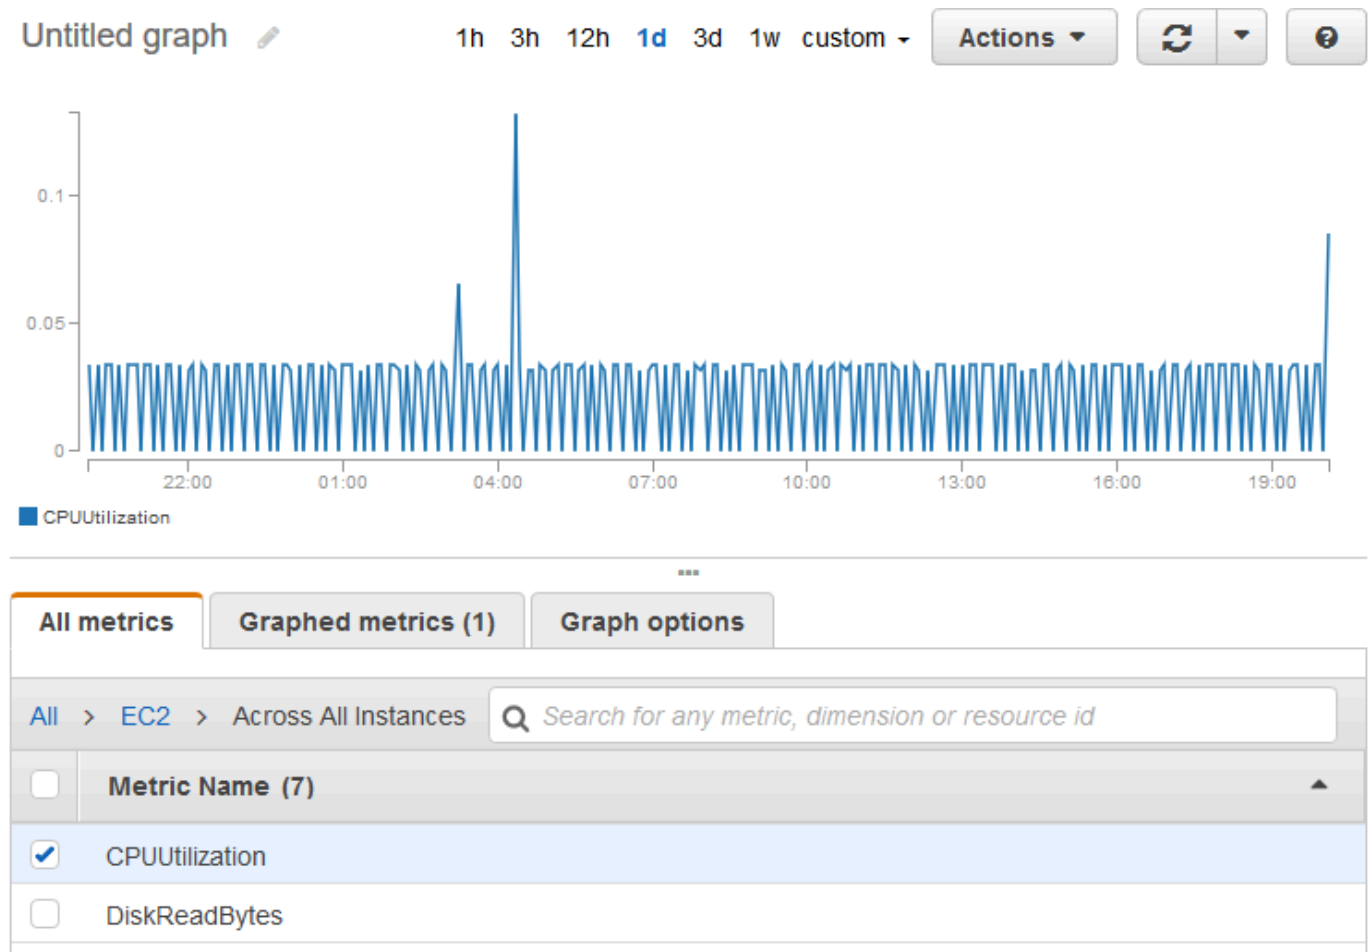 Untitled graph 1h 3h 12h 1d 3d 1w custom Actions
0.1
0.05
0
22:00 01:00 04:00 07:00 10:00 13:00 16:00 19:00
CPUUtilization
All metrics Graphed metrics (1) Graph options
All > EC2 > Across All Instances Search for any metric, dimension or resource id
Metric Name (7)
CPUUtilization
DiskReadBytes